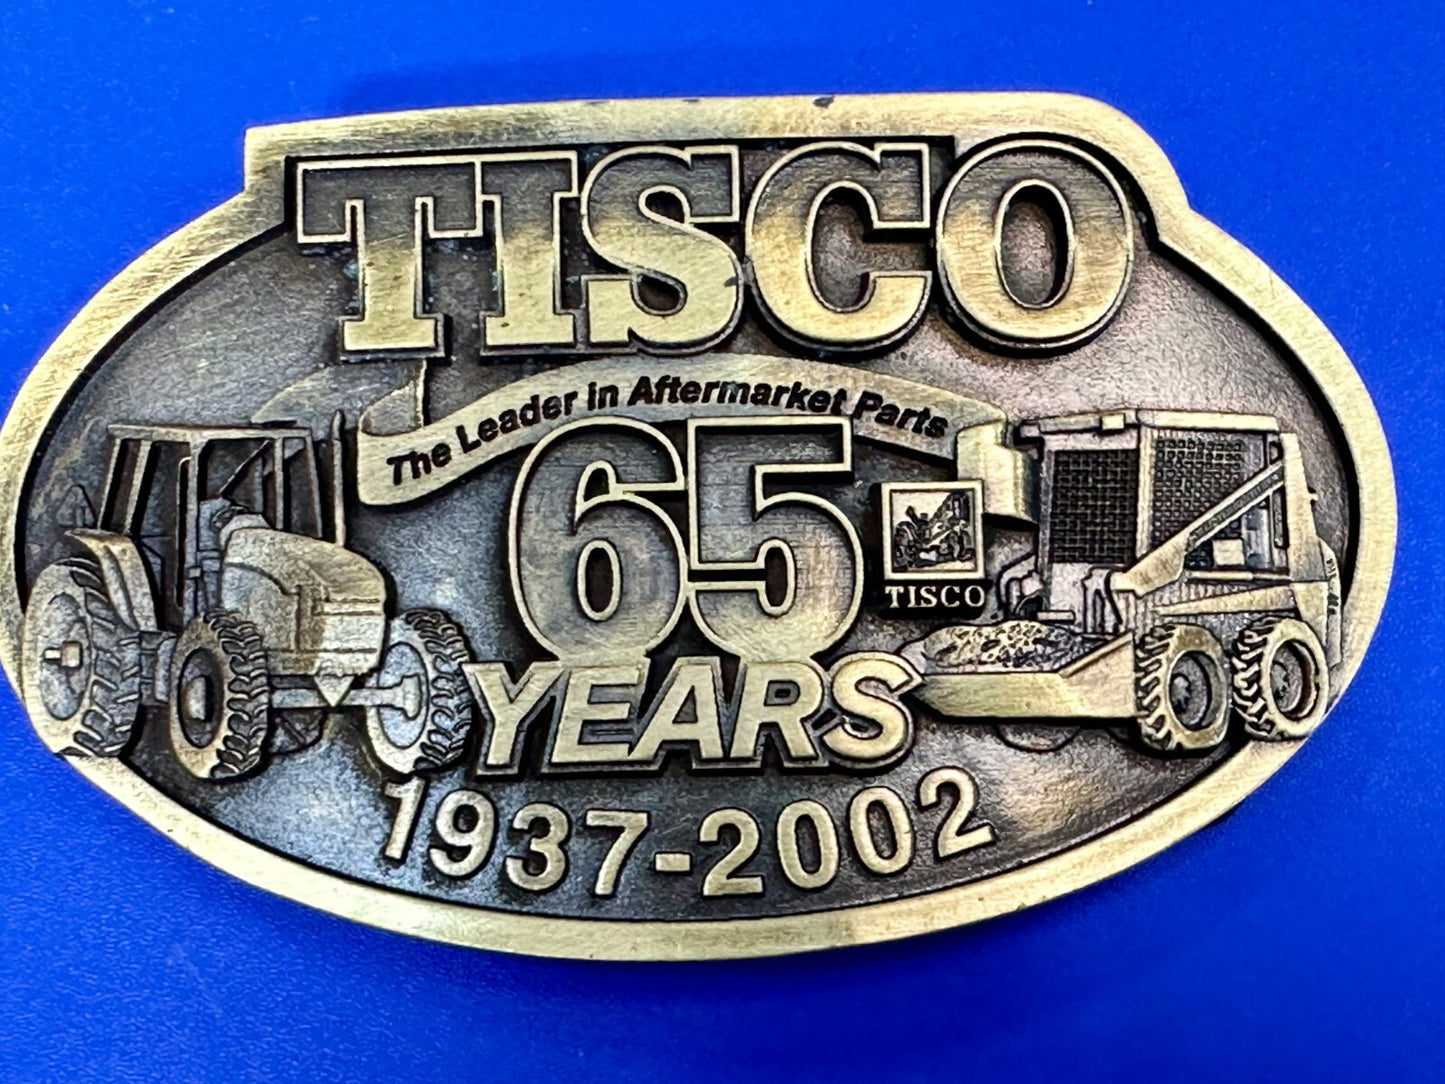 TISCO
The Leader in Aftermarket Parts
65
TISCO
YEARS
1937-2002